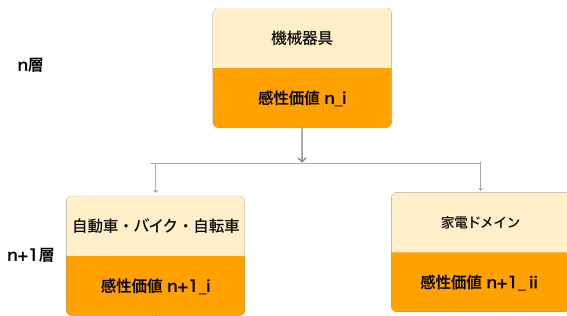 機械器具
n層
感性価値 n_i
自動車・バイク・自転車
家電ドメイン
n+1層
感性価値 n+1_i
感性価値 n+1_ ii